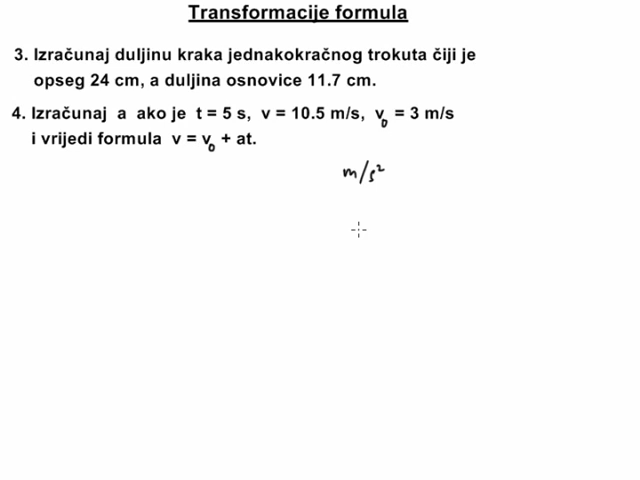 Transformacije formula
3. Izračunaj duljinu kraka jednakokračnog trokuta čiji je
opseg 24 cm, a duljina osnovice 11.7 cm.
4. Izračunaj a ako je t = 5 s, v = 10.5 m/s, v₀ = 3 m/s
i vrijedi formula v = v₀ + at.
m/s²